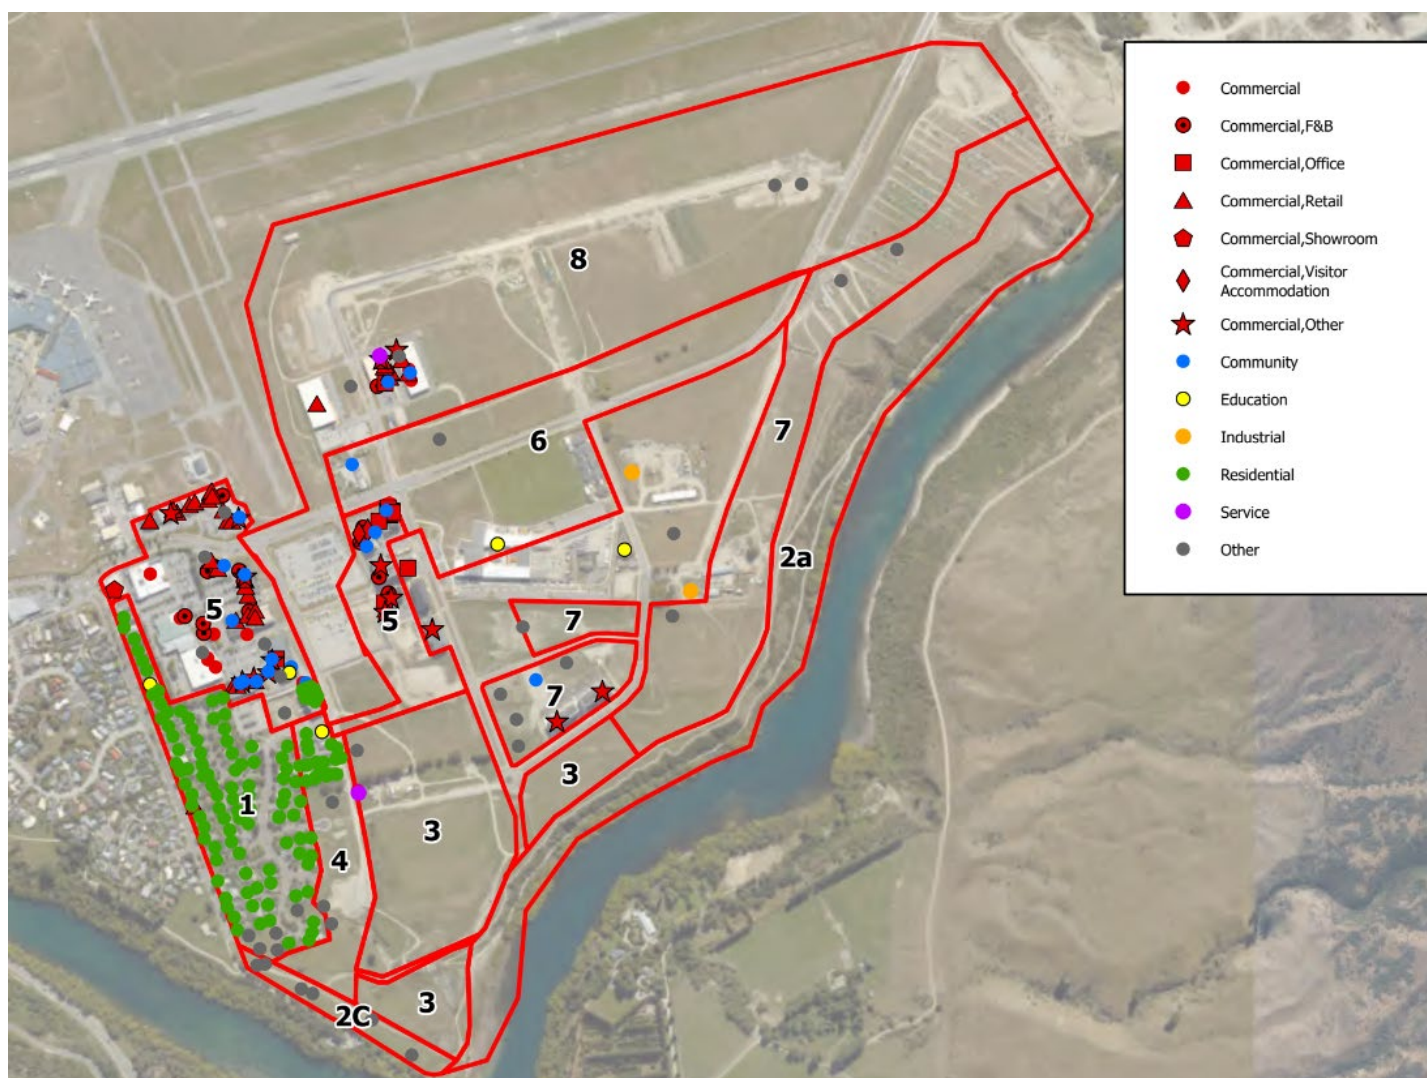 Commercial
Commercial,F&B
Commercial,Office
Commercial,Retail
Commercial,Showroom
Commercial,Visitor
Accommodation
Commercial,Other
Community
Education
Industrial
Residential
Service
Other
8
6
7
2a
5
5
7
7
3
1
3
4
3
2C